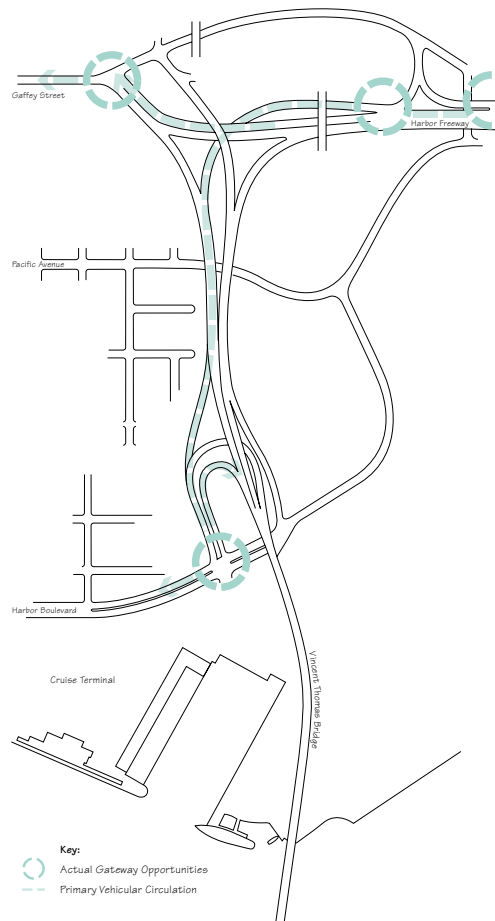 Gaffey Street
Harbor Freeway
Pacific Avenue
Harbor Boulevard
Cruise Terminal
Vincent Thomas Bridge
Key:
Actual Gateway Opportunities
Primary Vehicular Circulation